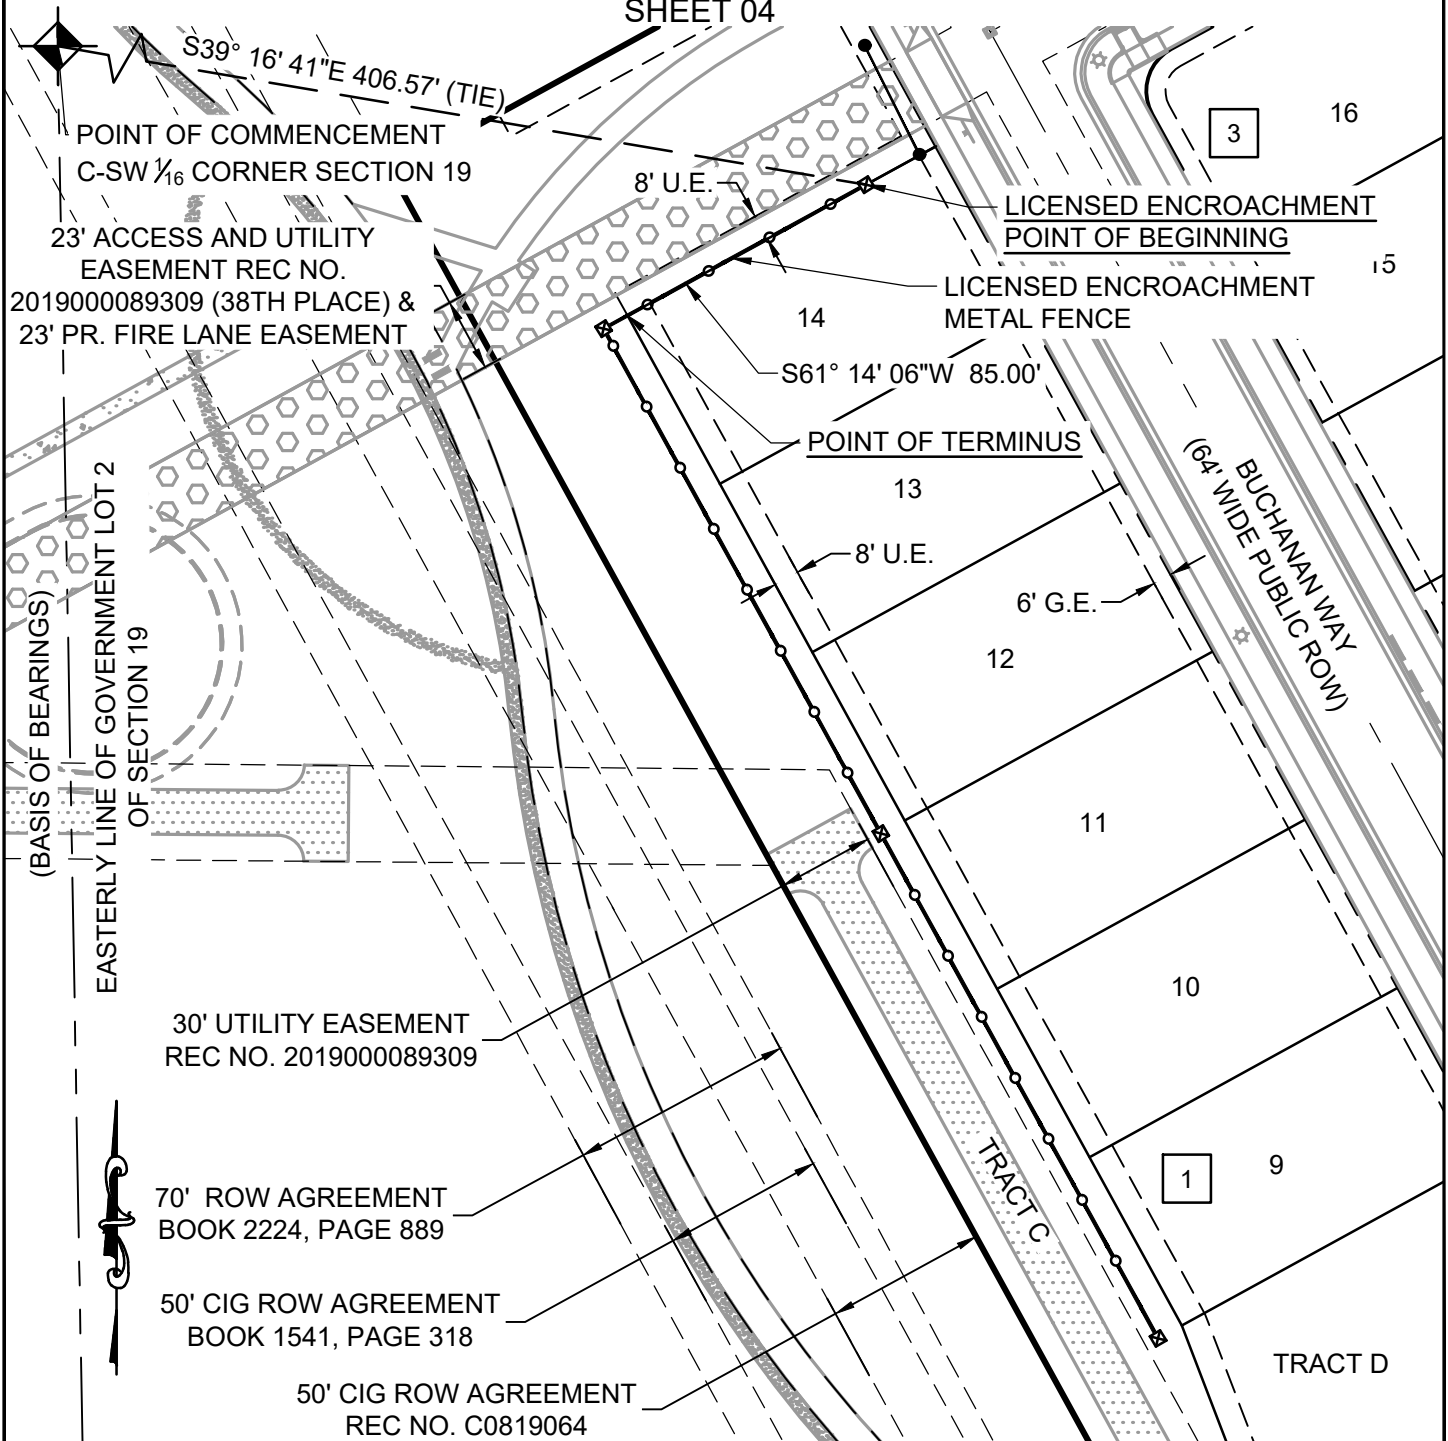 SHEET 04
S39° 16' 41"E 406.57' (TIE)
POINT OF COMMENCEMENT
C-SW 1/16 CORNER SECTION 19
3
16
8' U.E.
LICENSED ENCROACHMENT
POINT OF BEGINNING
23' ACCESS AND UTILITY
EASEMENT REC NO.
2019000089309 (38TH PLACE) &
23' PR. FIRE LANE EASEMENT
15
LICENSED ENCROACHMENT
METAL FENCE
14
S61° 14' 06"W 85.00'
POINT OF TERMINUS
13
BUCHANAN WAY
(64' WIDE PUBLIC ROW)
8' U.E.
6' G.E.
12
(BASIS OF BEARINGS)
EASTERLY LINE OF GOVERNMENT LOT 2
OF SECTION 19
11
10
30' UTILITY EASEMENT
REC NO. 2019000089309
TRACT C
1
9
70' ROW AGREEMENT
BOOK 2224, PAGE 889
50' CIG ROW AGREEMENT
BOOK 1541, PAGE 318
TRACT D
50' CIG ROW AGREEMENT
REC NO. C0819064